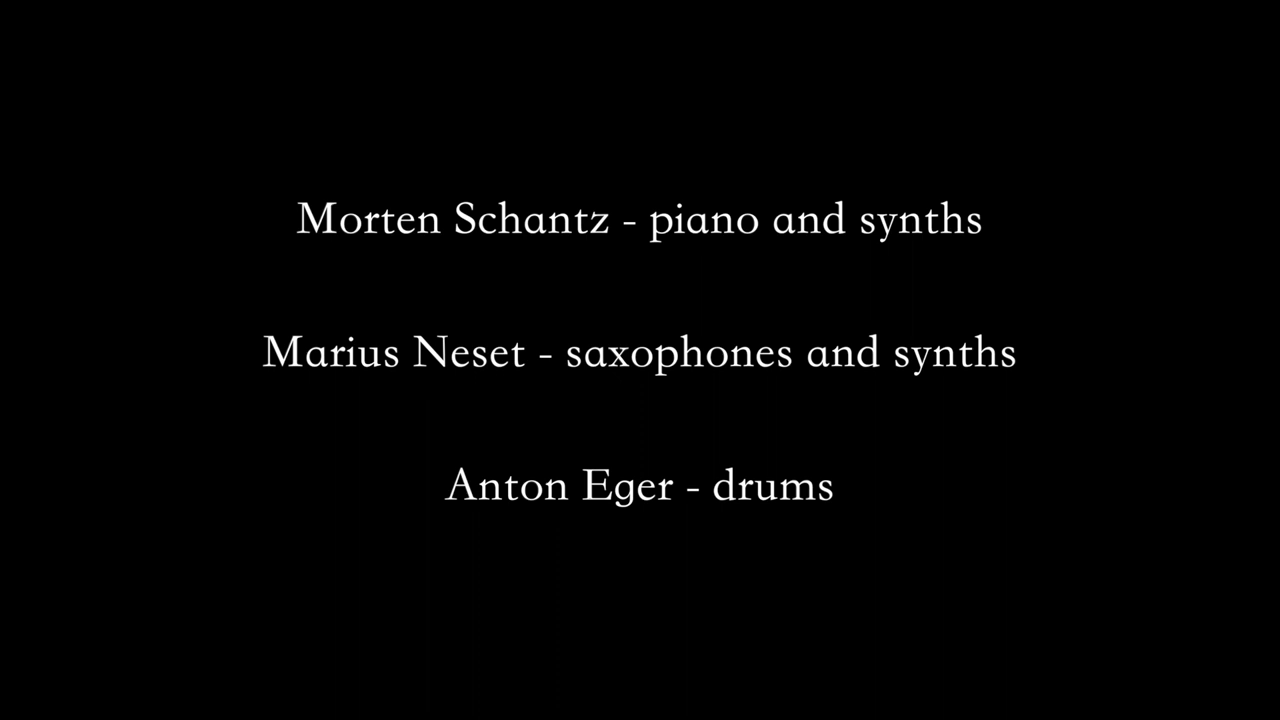 Morten Schantz - piano and synths
Marius Neset - saxophones and synths
Anton Eger - drums